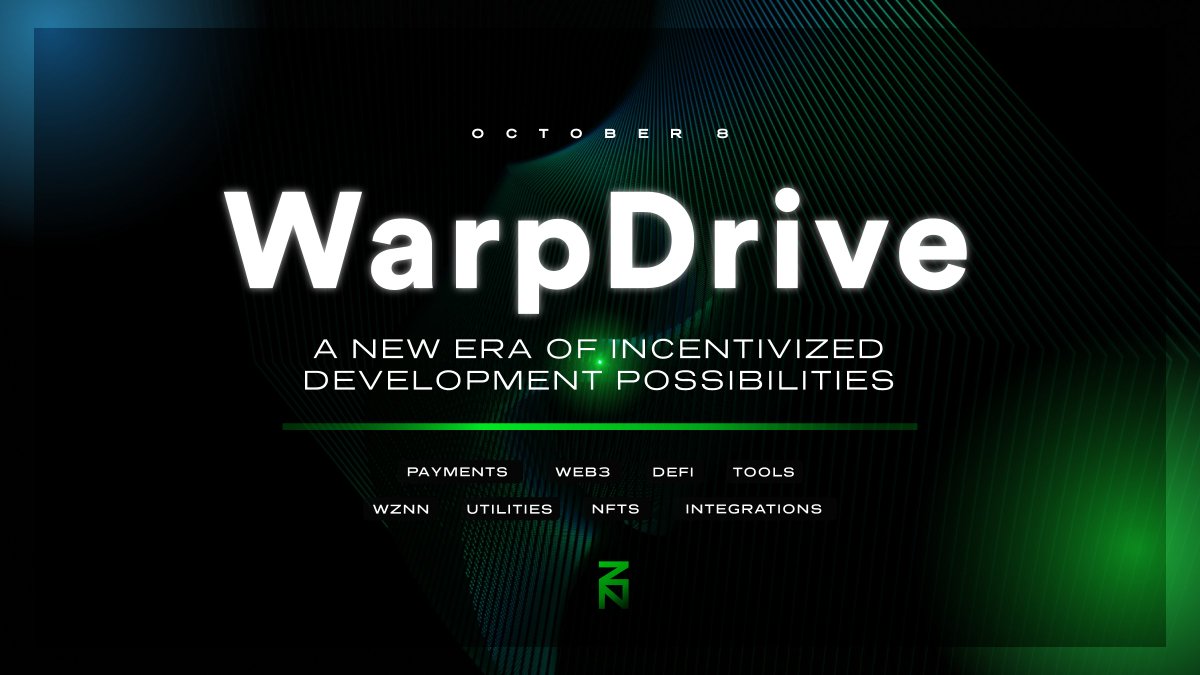 OCTOBER 8
WarpDrive
A NEW ERA OF INCENTIVIZED
DEVELOPMENT POSSIBILITIES
PAYMENTS WEB3 DEFI TOOLS
WZNN UTILITIES NFTS INTEGRATIONS